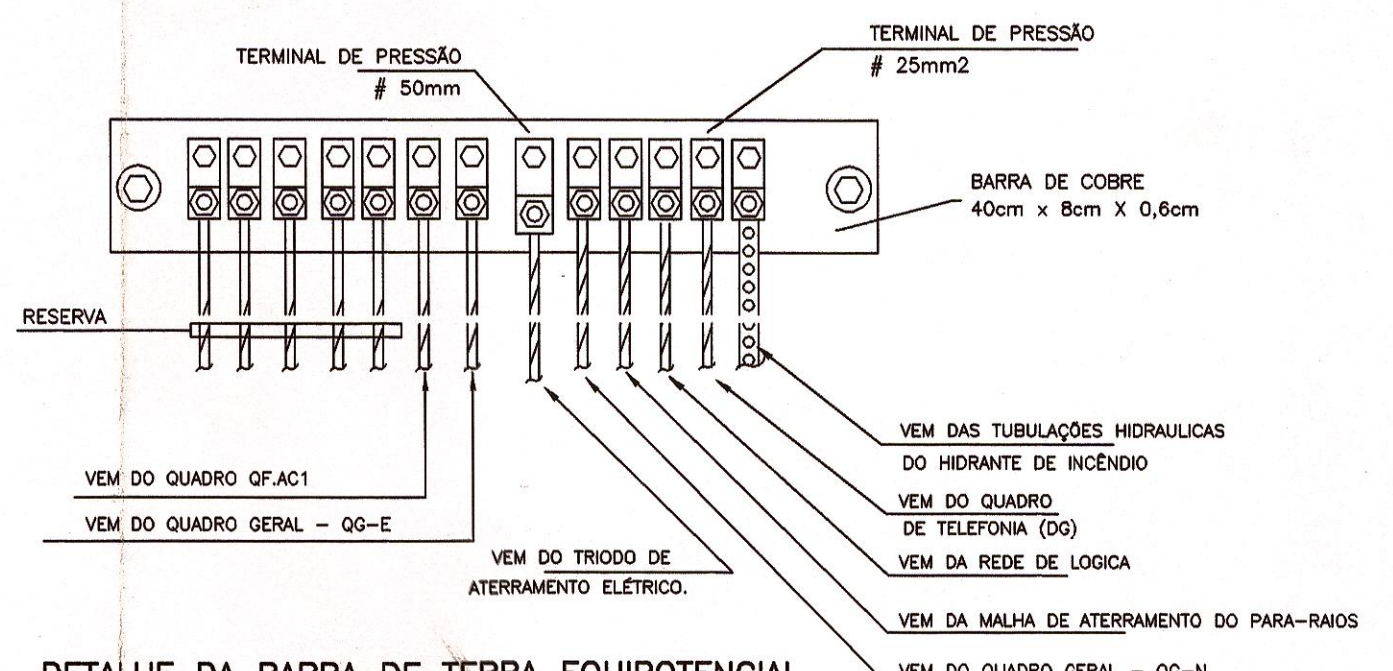 TERMINAL DE PRESSÃO
# 50mm
TERMINAL DE PRESSÃO
# 25mm2
BARRA DE COBRE
40cm x 8cm X 0,6cm
RESERVA
VEM DO QUADRO QF.AC1
VEM DO QUADRO GERAL - QG-E
VEM DO TRIODO DE
ATERRAMENTO ELÉTRICO.
VEM DAS TUBULAÇÕES HIDRAULICAS
DO HIDRANTE DE INCÊNDIO
VEM DO QUADRO
DE TELEFONIA (DG)
VEM DA REDE DE LOGICA
VEM DA MALHA DE ATERRAMENTO DO PARA-RAIOS
VEM DO QUADRO GERAL - QG-N
DETALHE DA BARRA DE TERRA EQUIPOTENCIAL